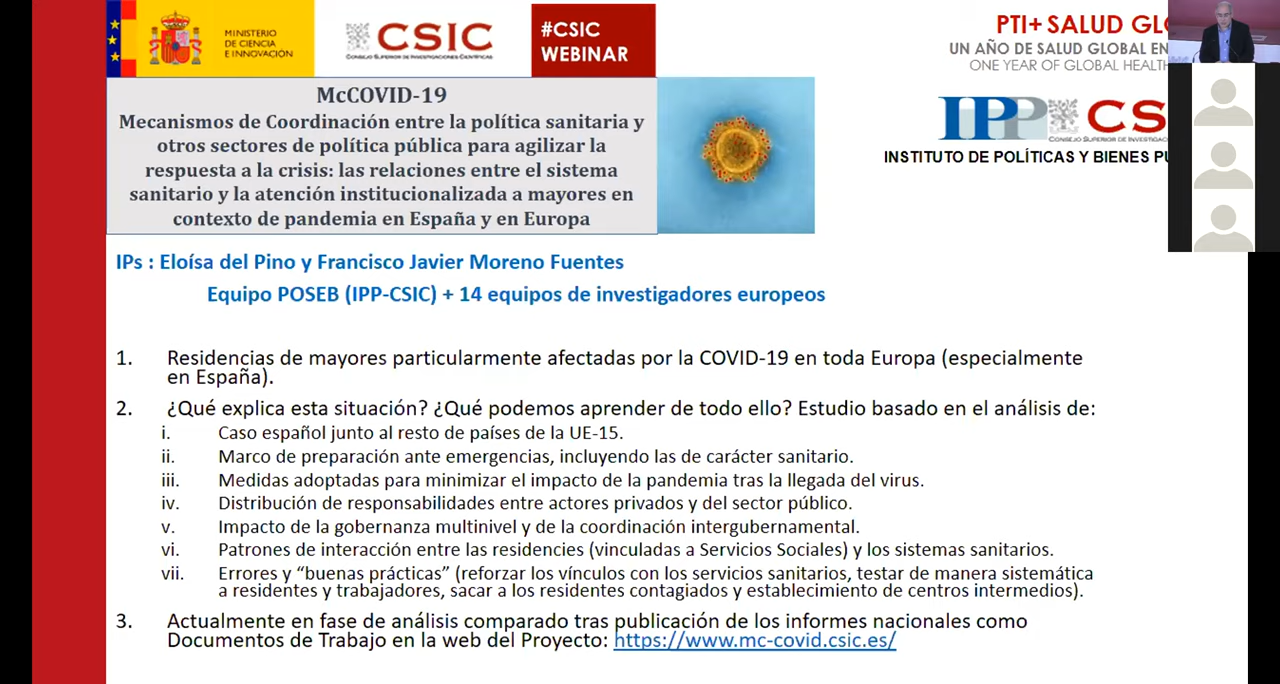 MINISTERIO
DE CIENCIA
E INNOVACIÓN
CSIC
CONSEJO SUPERIOR DE INVESTIGACIONES CIENTÍFICAS
#CSIC
WEBINAR
PTI+ SALUD GL
UN AÑO DE SALUD GLOBAL EN
ONE YEAR OF GLOBAL HEALTH
McCOVID-19
Mecanismos de Coordinación entre la política sanitaria y
otros sectores de política pública para agilizar la
respuesta a la crisis: las relaciones entre el sistema
sanitario y la atención institucionalizada a mayores en
contexto de pandemia en España y en Europa
IPP
CS
CONSEJO SUPERIOR DE INVESTIGAC
INSTITUTO DE POLÍTICAS Y BIENES PU
IPs : Eloísa del Pino y Francisco Javier Moreno Fuentes
Equipo POSEB (IPP-CSIC) + 14 equipos de investigadores europeos
1. Residencias de mayores particularmente afectadas por la COVID-19 en toda Europa (especialmente
en España).
2. ¿Qué explica esta situación? ¿Qué podemos aprender de todo ello? Estudio basado en el análisis de:
i. Caso español junto al resto de países de la UE-15.
ii. Marco de preparación ante emergencias, incluyendo las de carácter sanitario.
iii. Medidas adoptadas para minimizar el impacto de la pandemia tras la llegada del virus.
iv. Distribución de responsabilidades entre actores privados y del sector público.
v. Impacto de la gobernanza multinivel y de la coordinación intergubernamental.
vi. Patrones de interacción entre las residencies (vinculadas a Servicios Sociales) y los sistemas sanitarios.
vii. Errores y “buenas prácticas” (reforzar los vínculos con los servicios sanitarios, testar de manera sistemática
a residentes y trabajadores, sacar a los residentes contagiados y establecimiento de centros intermedios).
3. Actualmente en fase de análisis comparado tras publicación de los informes nacionales como
Documentos de Trabajo en la web del Proyecto: https://www.mc-covid.csic.es/